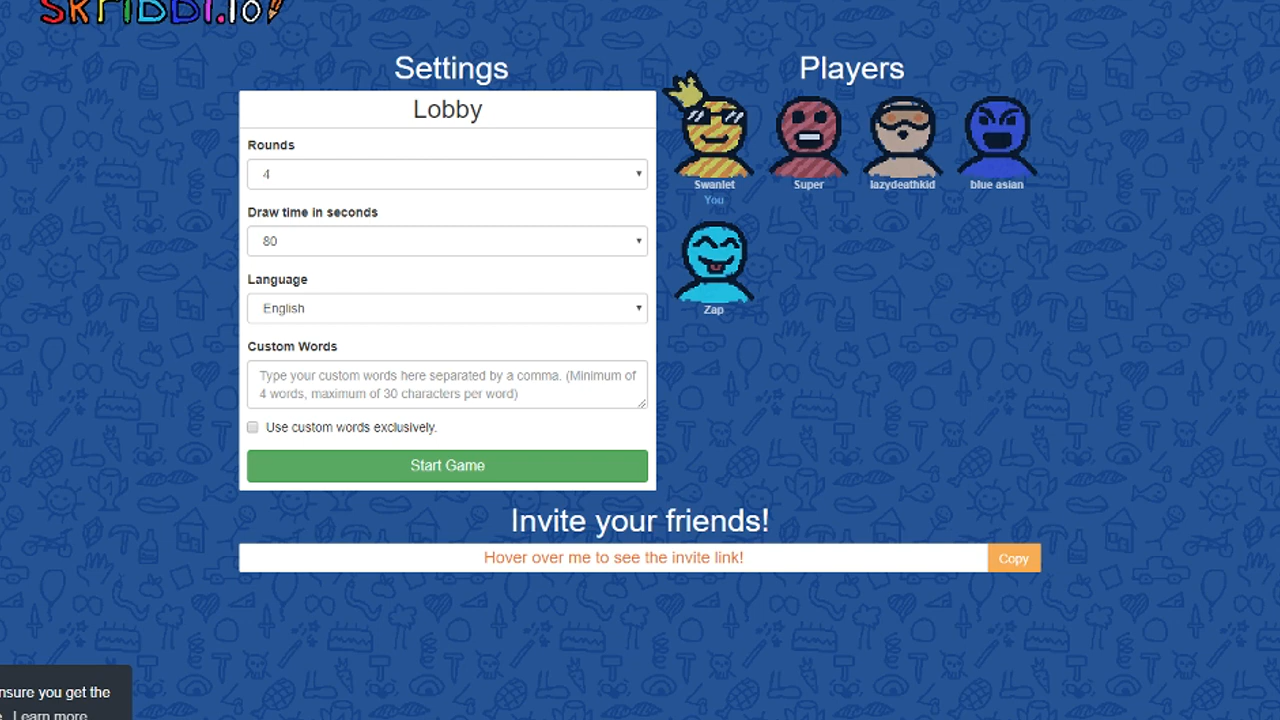 skribbl.io
Settings
Players
Lobby
Rounds
4
Draw time in seconds
80
Language
English
Custom Words
Type your custom words here separated by a comma. (Minimum of
4 words, maximum of 30 characters per word)
Use custom words exclusively.
Start Game
Swanlet
You
Super
lazydeathkid
blue asian
Zap
Invite your friends!
Hover over me to see the invite link!
Copy
nsure you get the
Learn more